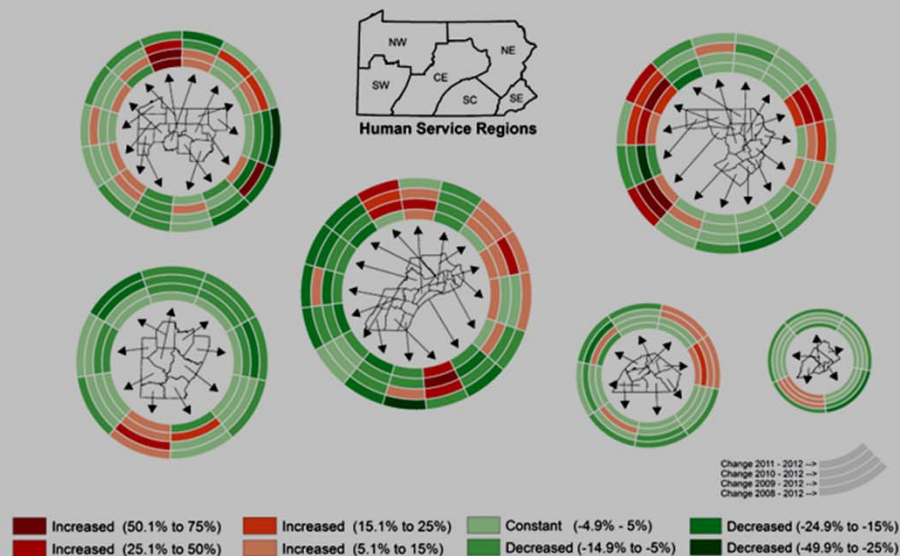 NW
NE
SW
CE
SC
SE
Human Service Regions
Change 2011 - 2012 -->
Change 2010 - 2012 -->
Change 2009 - 2012 -->
Change 2008 - 2012 -->
Increased (50.1% to 75%)
Increased (15.1% to 25%)
Constant (-4.9% - 5%)
Decreased (-24.9% to -15%)
Increased (25.1% to 50%)
Increased (5.1% to 15%)
Decreased (-14.9% to -5%)
Decreased (-49.9% to -25%)